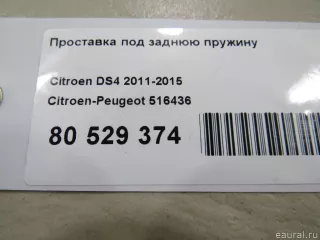 Проставка под заднюю пружину
Citroen DS4 2011-2015
Citroen-Peugeot 516436
80 529 374
eaural.ru